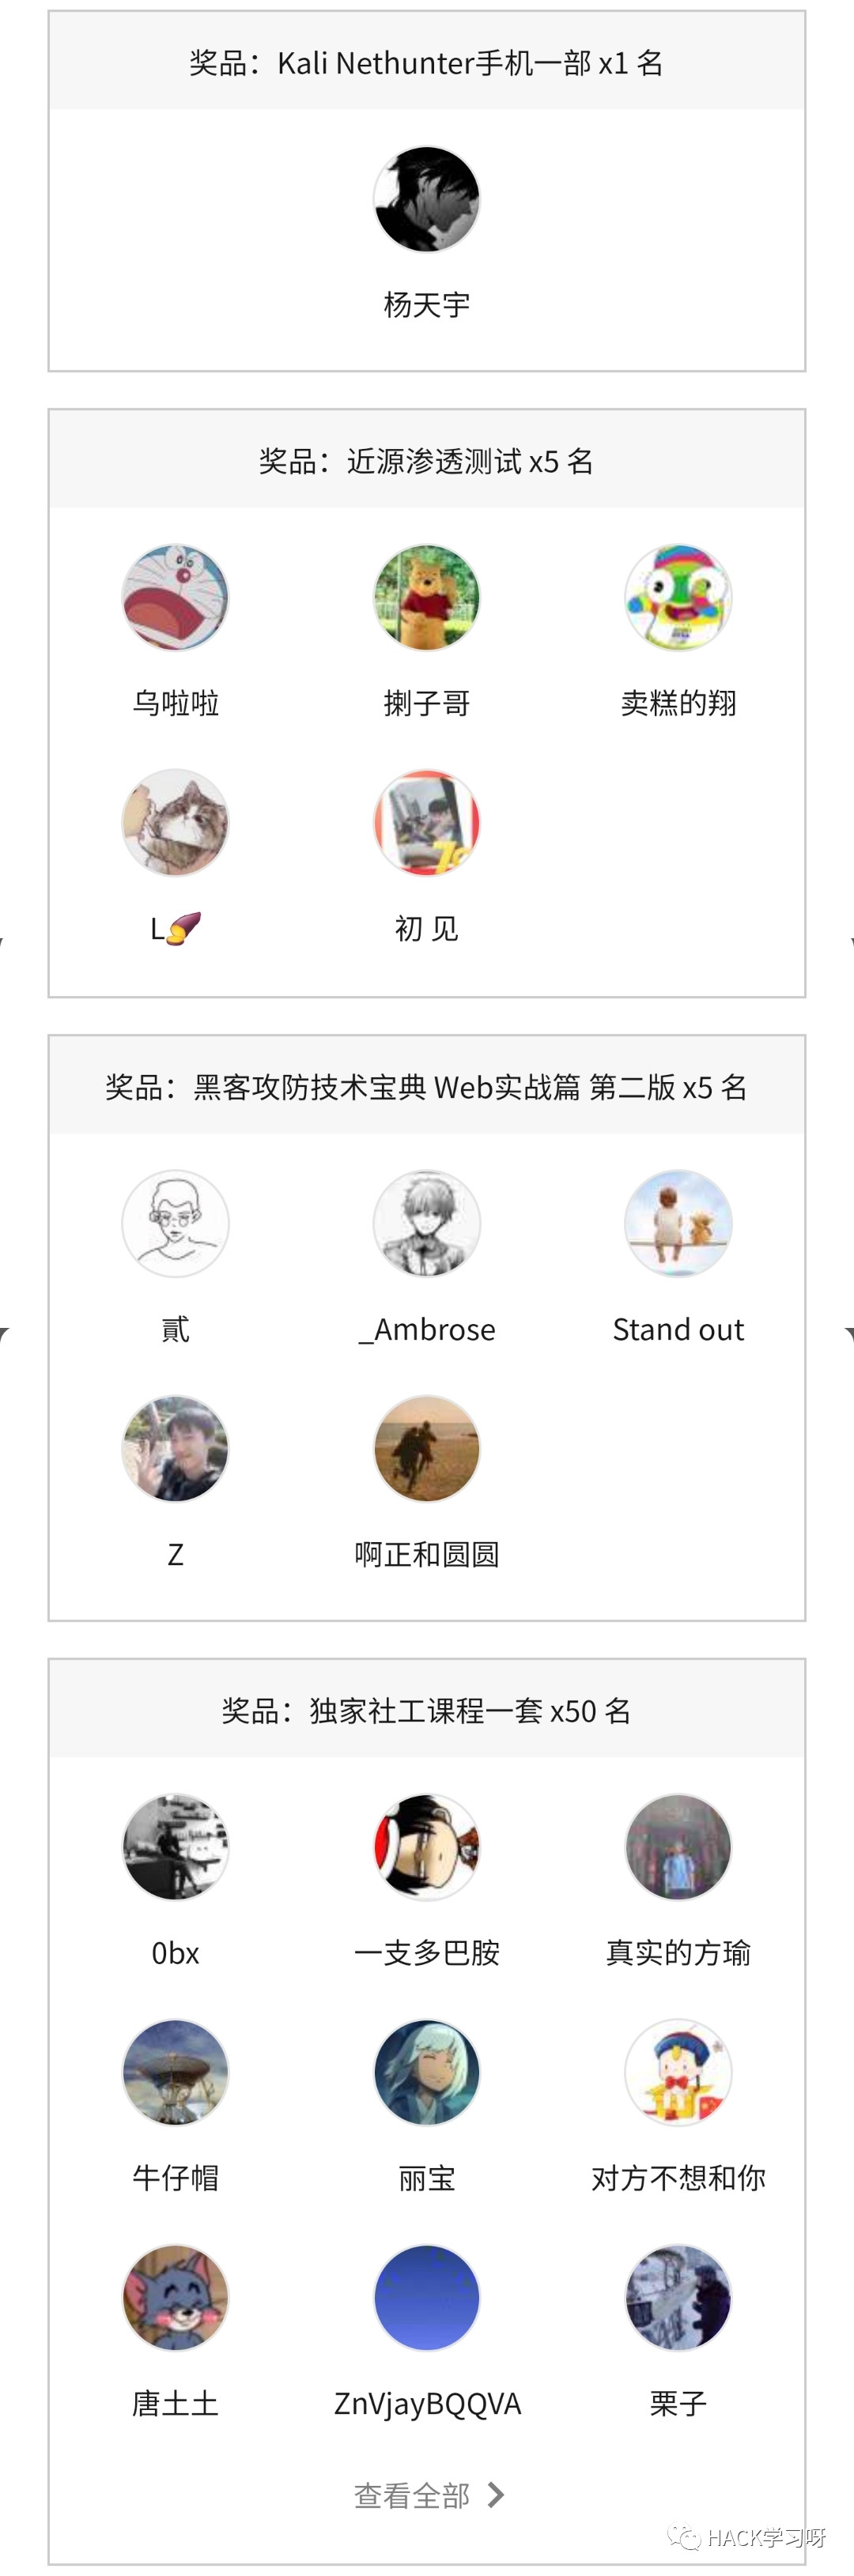 奖品：Kali Nethunter手机一部 x1 名
杨天宇
奖品：近源渗透测试 x5 名
乌啦啦 揦子哥 卖糕的翔
L🍠 初 见
奖品：黑客攻防技术宝典 Web实战篇 第二版 x5 名
貳 _Ambrose Stand out
Z 啊正和圆圆
奖品：独家社工课程一套 x50 名
0bx 一支多巴胺 真实的方瑜
牛仔帽 丽宝 对方不想和你
唐土土 ZnVjayBQQVA 栗子
查看全部
HACK学习呀